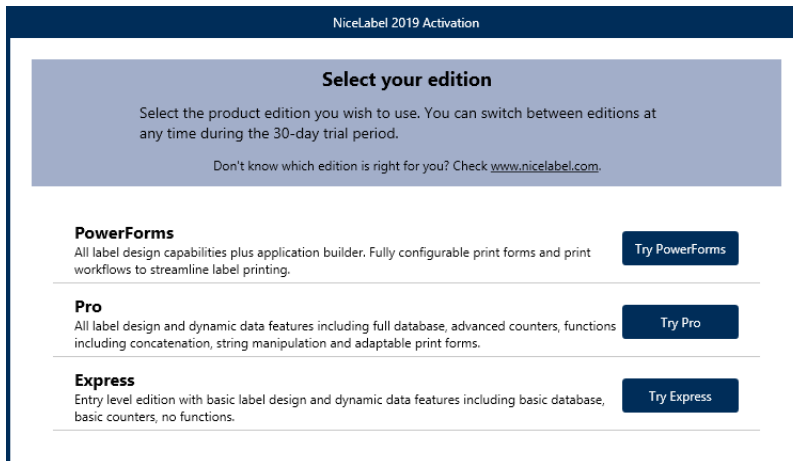 NiceLabel 2019 Activation
Select your edition
Select the product edition you wish to use. You can switch between editions at
any time during the 30-day trial period.
Don't know which edition is right for you? Check www.nicelabel.com.
PowerForms
All label design capabilities plus application builder. Fully configurable print forms and print
workflows to streamline label printing.
Try PowerForms
Pro
All label design and dynamic data features including full database, advanced counters, functions
including concatenation, string manipulation and adaptable print forms.
Try Pro
Express
Entry level edition with basic label design and dynamic data features including basic database,
basic counters, no functions.
Try Express